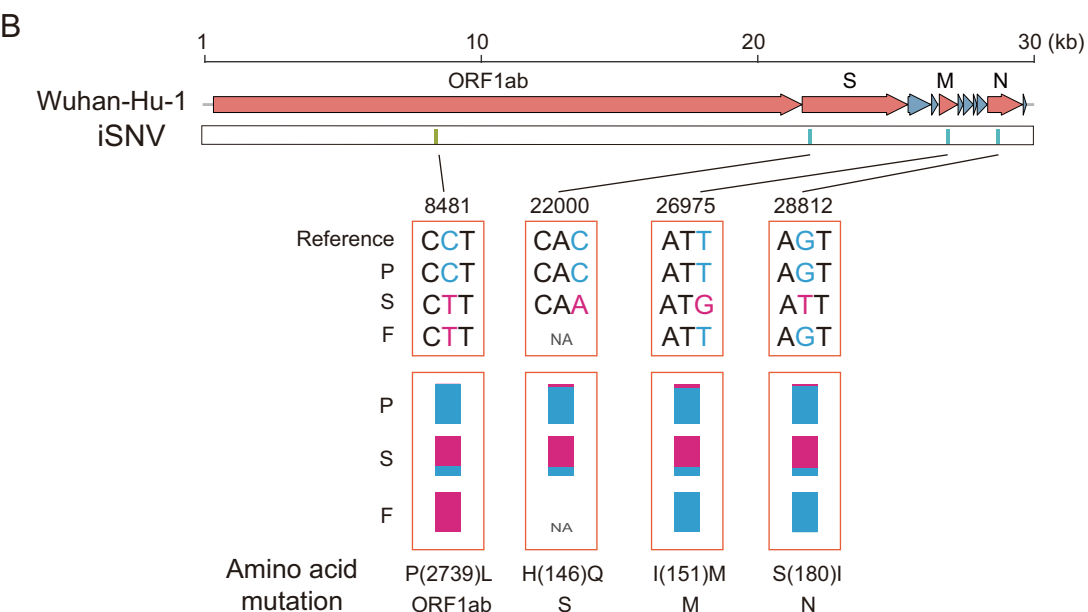 B
1 10 20 30 (kb)
ORF1ab S M N
Wuhan-Hu-1
iSNV
8481 22000 26975 28812
Reference CCT CAC ATT AGT
P CCT CAC ATT AGT
S CTT CAA ATG ATT
F CTT NA ATT AGT
P
S
F NA
Amino acid P(2739)L H(146)Q I(151)M S(180)I
mutation ORF1ab S M N